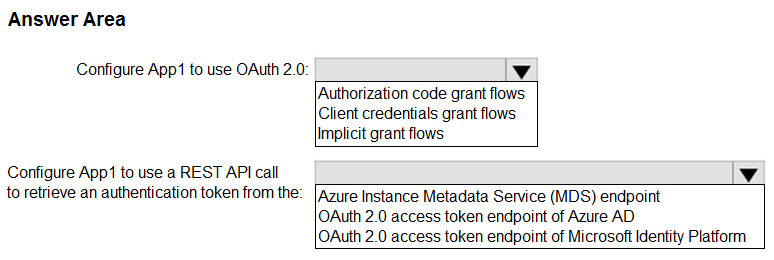 Answer Area
Configure App1 to use OAuth 2.0:
Authorization code grant flows
Client credentials grant flows
Implicit grant flows
Configure App1 to use a REST API call
to retrieve an authentication token from the:
Azure Instance Metadata Service (MDS) endpoint
OAuth 2.0 access token endpoint of Azure AD
OAuth 2.0 access token endpoint of Microsoft Identity Platform